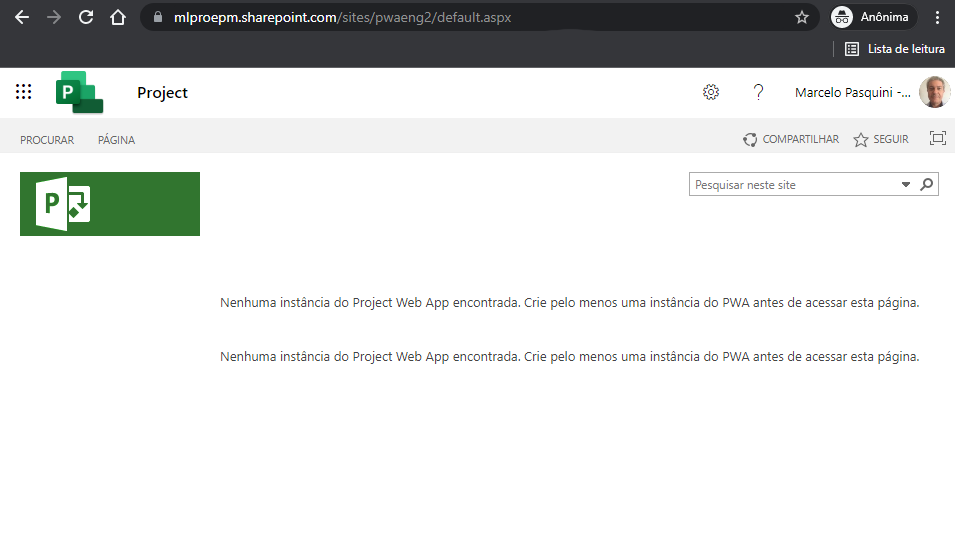 mlproepm.sharepoint.com/sites/pwaeng2/default.aspx
Anônima
Lista de leitura
P
Project
?
Marcelo Pasquini -...
PROCURAR
PÁGINA
COMPARTILHAR
SEGUIR
P
Pesquisar neste site
Nenhuma instância do Project Web App encontrada. Crie pelo menos uma instância do PWA antes de acessar esta página.
Nenhuma instância do Project Web App encontrada. Crie pelo menos uma instância do PWA antes de acessar esta página.